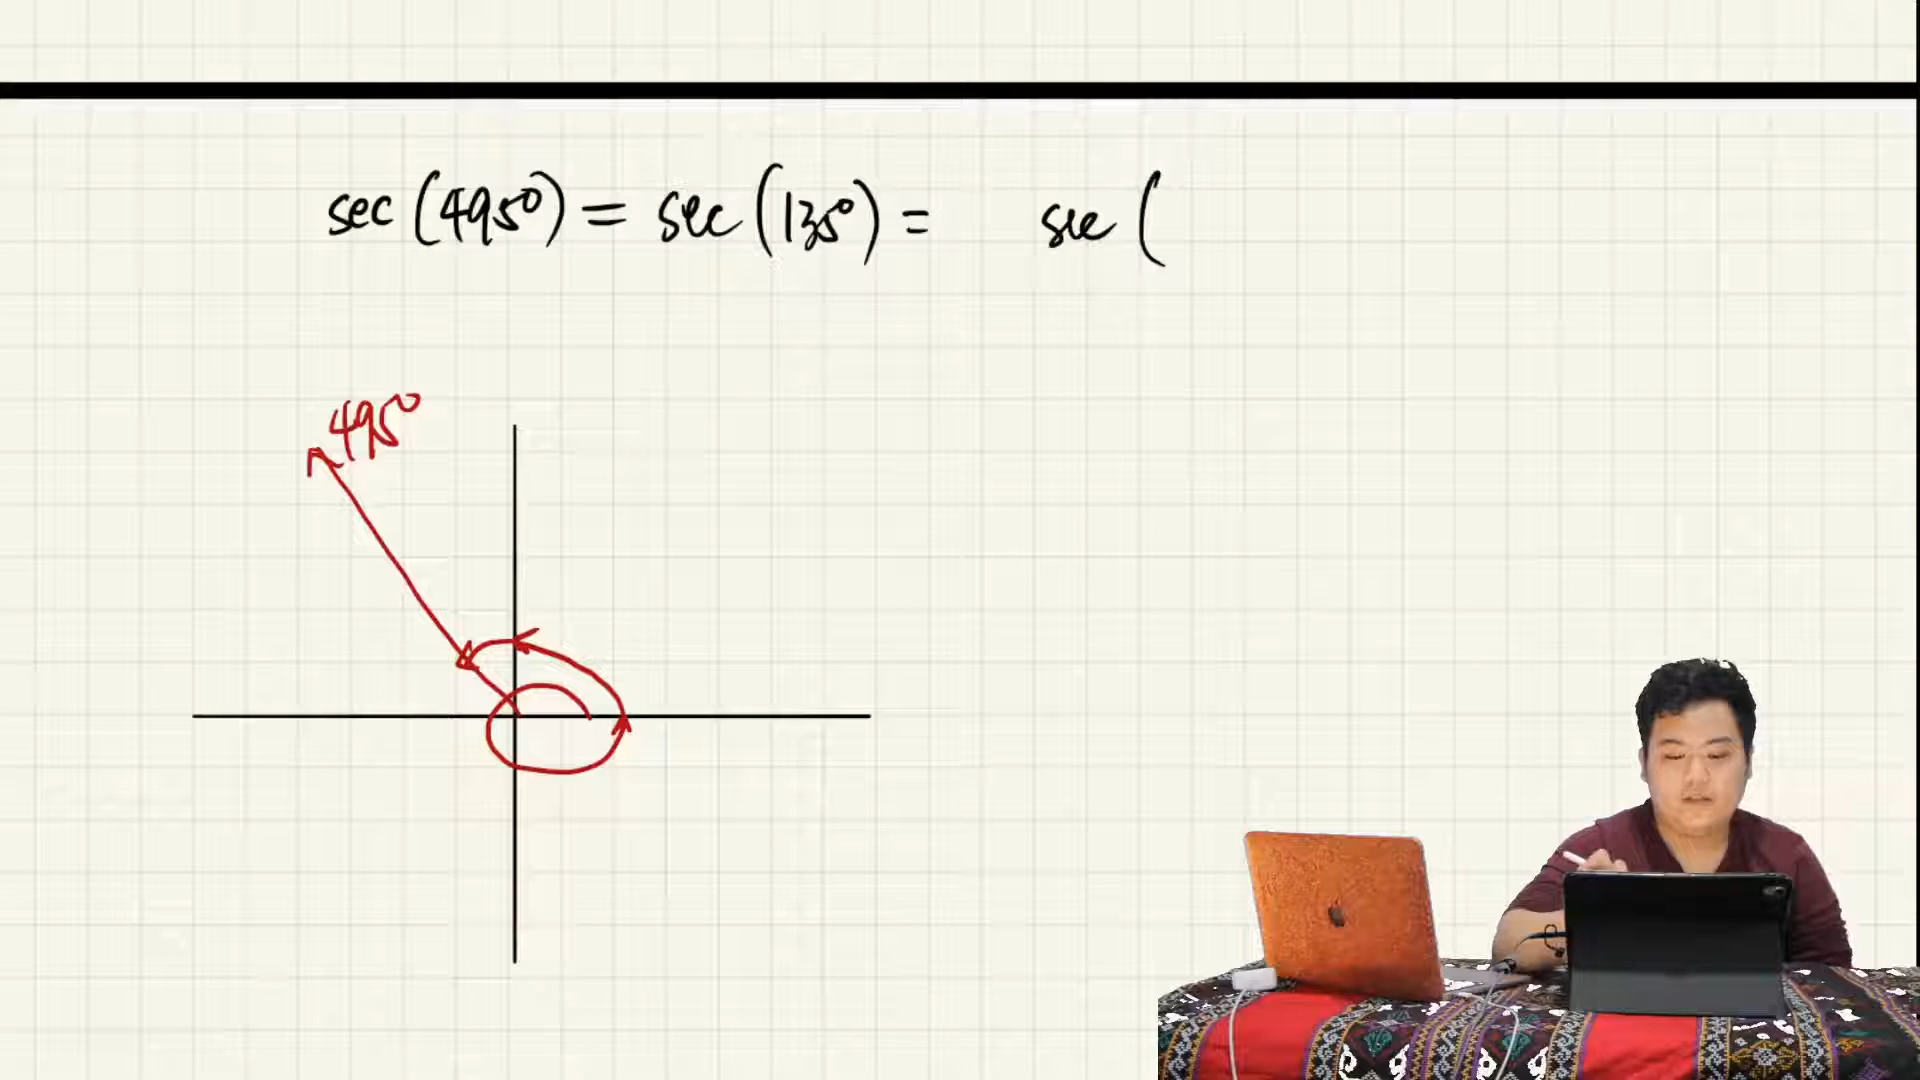 sec (495°) = sec (135°) = sec (
495°